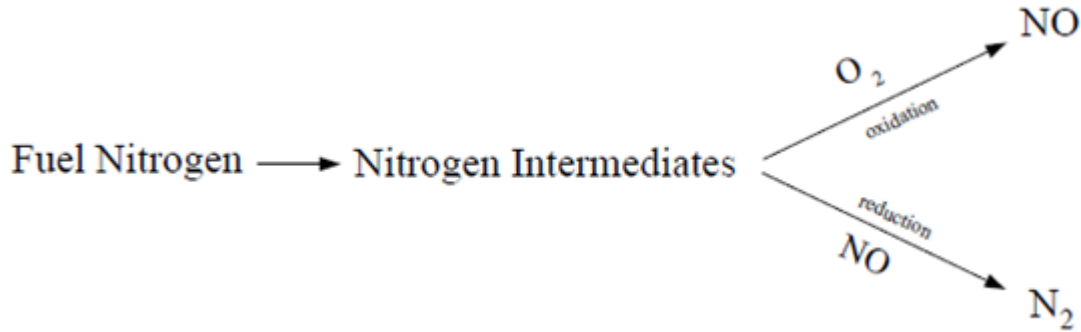 NO
O₂
oxidation
Fuel Nitrogen
Nitrogen Intermediates
reduction
NO
N₂